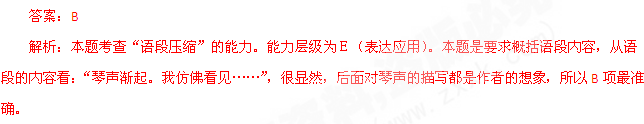 答案：B
解析：本题考查“语段压缩”的能力。能力层级为E（表达应用）。本题是要求概括语段内容，从语
段的内容看：“琴声渐起。我仿佛看见……”，很显然，后面对琴声的描写都是作者的想象，所以B项最准
确。